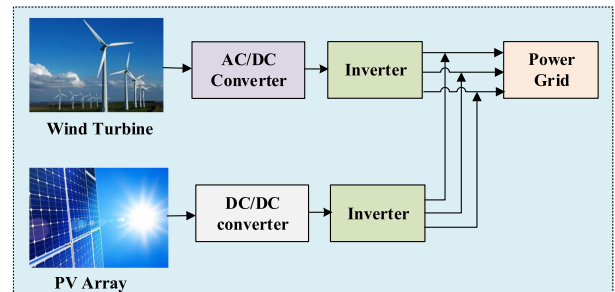 AC/DC
Converter
Inverter
Power
Grid
Wind Turbine
DC/DC
converter
Inverter
PV Array